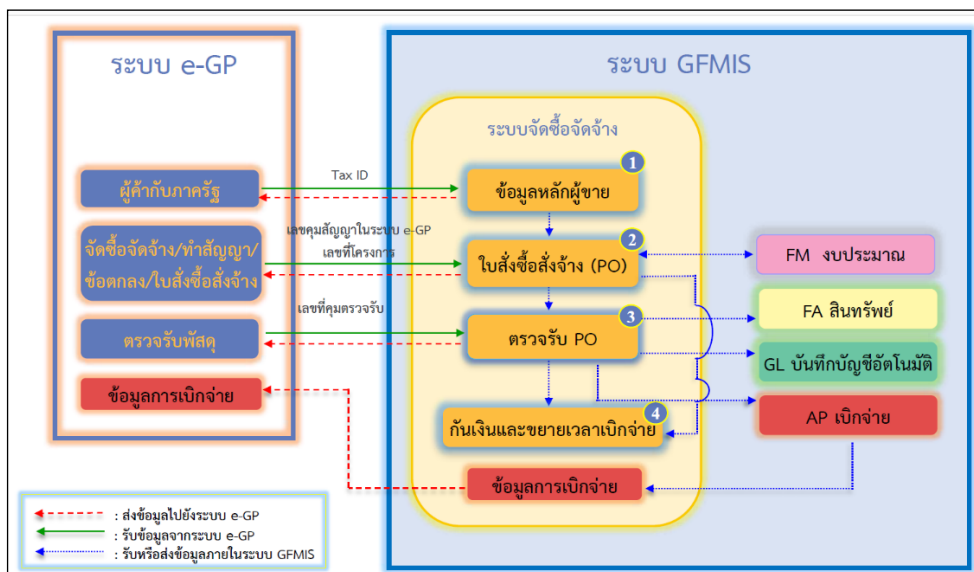 ระบบ e-GP
ระบบ GFMIS
ระบบจัดซื้อจัดจ้าง
1
Tax ID
ผู้ค้ากับภาครัฐ
ข้อมูลหลักผู้ขาย
เลขคุมสัญญาในระบบ e-GP
เลขที่โครงการ
จัดซื้อจัดจ้าง/ทำสัญญา/
ข้อตกลง/ใบสั่งซื้อสั่งจ้าง
2
ใบสั่งซื้อสั่งจ้าง (PO)
FM งบประมาณ
เลขที่คุมตรวจรับ
3
FA สินทรัพย์
ตรวจรับพัสดุ
ตรวจรับ PO
GL บันทึกบัญชีอัตโนมัติ
ข้อมูลการเบิกจ่าย
4
กันเงินและขยายเวลาเบิกจ่าย
AP เบิกจ่าย
ข้อมูลการเบิกจ่าย
: ส่งข้อมูลไปยังระบบ e-GP
: รับข้อมูลจากระบบ e-GP
: รับหรือส่งข้อมูลภายในระบบ GFMIS